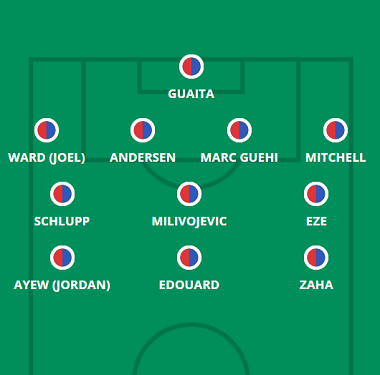 GUAITA
WARD (JOEL) ANDERSEN MARC GUEHI MITCHELL
SCHLUPP MILIVOJEVIC EZE
AYEW (JORDAN) EDOUARD ZAHA